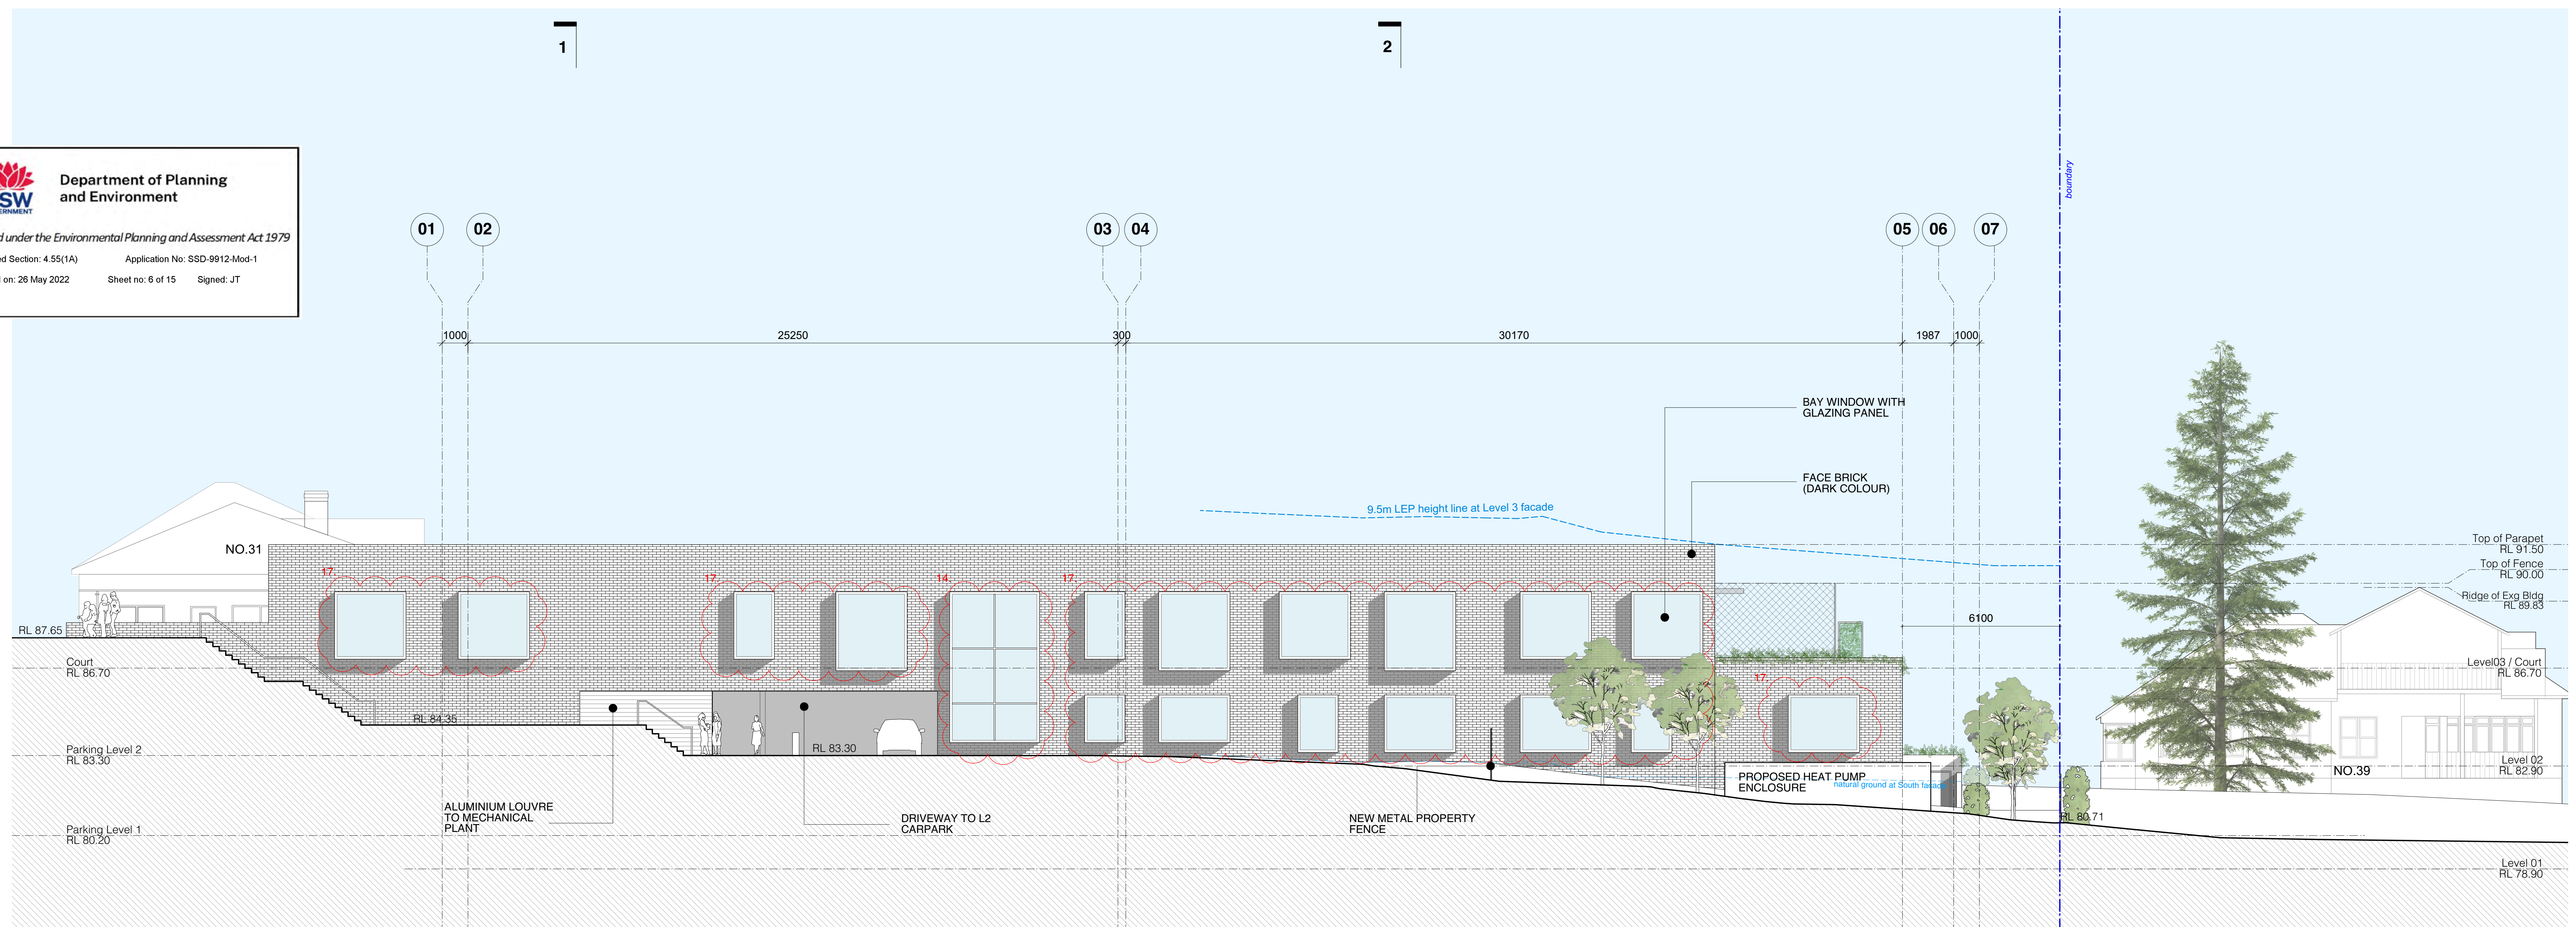 1
2
SW
ERNMENT
Department of Planning
and Environment
d under the Environmental Planning and Assessment Act 1979
ed Section: 4.55(1A) Application No: SSD-9912-Mod-1
on: 26 May 2022 Sheet no: 6 of 15 Signed: JT
boundary
01 02 03 04 05 06 07
1000 25250 300 30170 1987 1000
BAY WINDOW WITH
GLAZING PANEL
FACE BRICK
(DARK COLOUR)
9.5m LEP height line at Level 3 facade
NO.31
17.
17.
14.
17.
17.
Top of Parapet
RL 91.50
Top of Fence
RL 90.00
Ridge of Exg Bldg
RL 89.83
6100
RL 87.65
Court
RL 86.70
Level03 / Court
RL 86.70
RL 84.35
RL 83.30
Parking Level 2
RL 83.30
Level 02
RL 82.90
NO.39
PROPOSED HEAT PUMP
ENCLOSURE
natural ground at South facade
ALUMINIUM LOUVRE
TO MECHANICAL
PLANT
DRIVEWAY TO L2
CARPARK
NEW METAL PROPERTY
FENCE
RL 80.71
Parking Level 1
RL 80.20
Level 01
RL 78.90